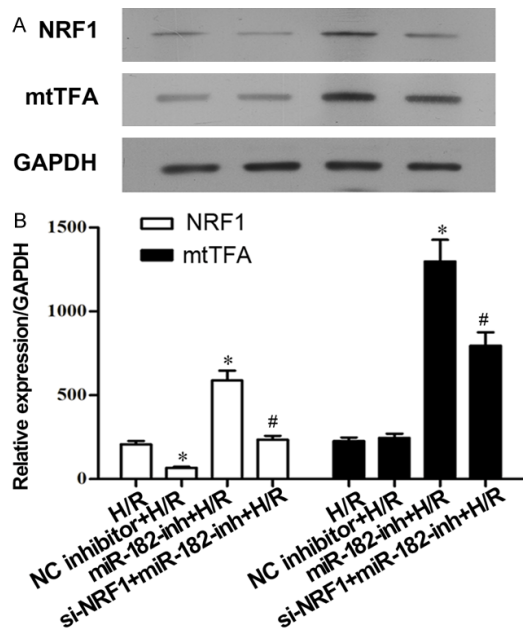 A
NRF1
mtTFA
GAPDH
B
Relative expression/GAPDH
1500
1000
500
0
NRF1
mtTFA
*
*
#
*
#
H/R
NC inhibitor+H/R
miR-182-inh+H/R
si-NRF1+miR-182-inh+H/R
H/R
NC inhibitor+H/R
miR-182-inh+H/R
si-NRF1+miR-182-inh+H/R